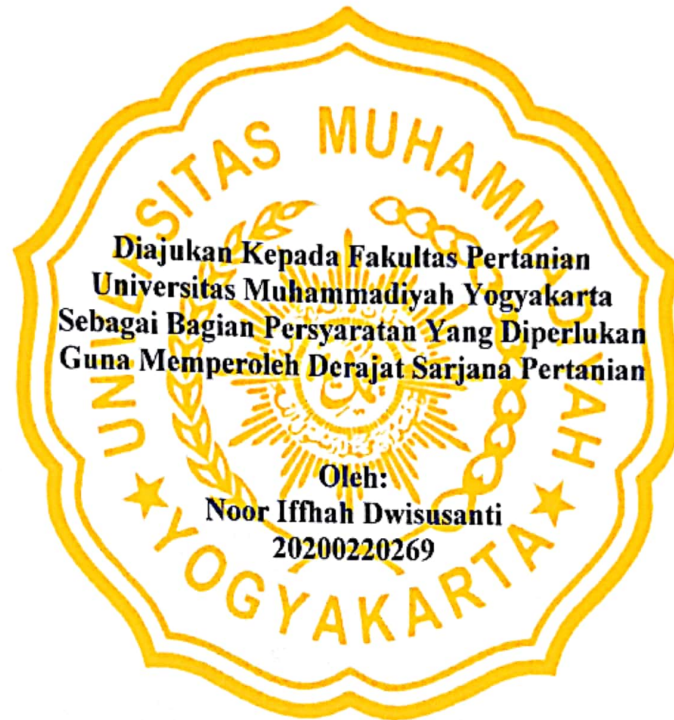 UNIVERSITAS MUHAMMADIYAH
Diajukan Kepada Fakultas Pertanian
Universitas Muhammadiyah Yogyakarta
Sebagai Bagian Persyaratan Yang Diperlukan
Guna Memperoleh Derajat Sarjana Pertanian
Oleh:
Noor Iffhah Dwisusanti
20200220269
YOGYAKARTA